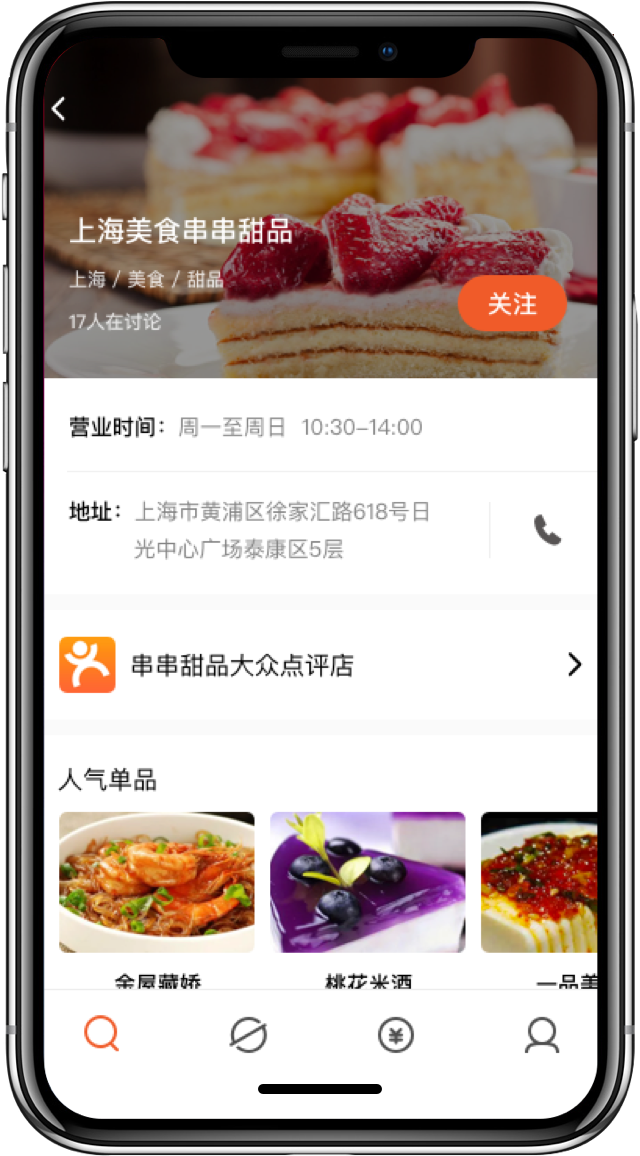 上海美食串串甜品
上海 / 美食 / 甜品
17人在讨论
关注
营业时间：周一至周日 10:30-14:00
地址：上海市黄浦区徐家汇路618号日
光中心广场泰康区5层
串串甜品大众点评店
人气单品
金屋藏娇
桃花米酒
一品美
¥